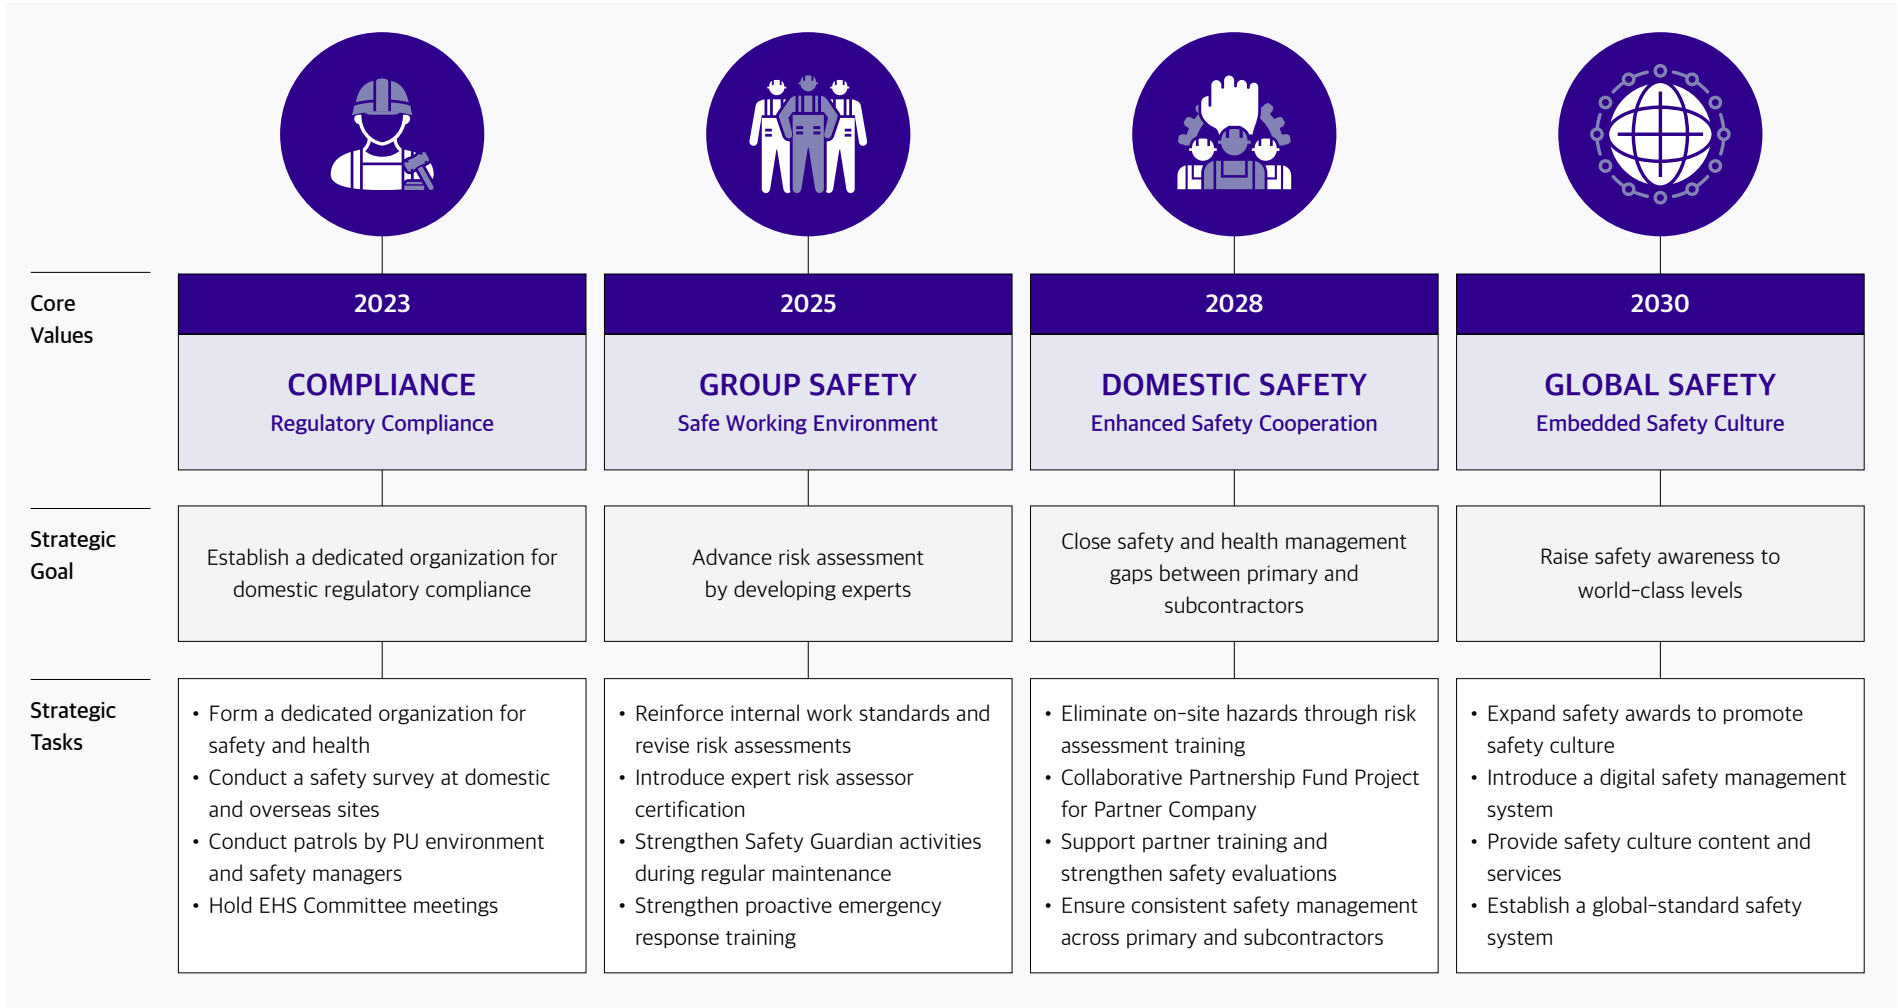 Core
Values
2023
COMPLIANCE
Regulatory Compliance
2025
GROUP SAFETY
Safe Working Environment
2028
DOMESTIC SAFETY
Enhanced Safety Cooperation
2030
GLOBAL SAFETY
Embedded Safety Culture
Strategic
Goal
Establish a dedicated organization for
domestic regulatory compliance
Advance risk assessment
by developing experts
Close safety and health management
gaps between primary and
subcontractors
Raise safety awareness to
world-class levels
Strategic
Tasks
• Form a dedicated organization for
safety and health
• Conduct a safety survey at domestic
and overseas sites
• Conduct patrols by PU environment
and safety managers
• Hold EHS Committee meetings
• Reinforce internal work standards and
revise risk assessments
• Introduce expert risk assessor
certification
• Strengthen Safety Guardian activities
during regular maintenance
• Strengthen proactive emergency
response training
• Eliminate on-site hazards through risk
assessment training
• Collaborative Partnership Fund Project
for Partner Company
• Support partner training and
strengthen safety evaluations
• Ensure consistent safety management
across primary and subcontractors
• Expand safety awards to promote
safety culture
• Introduce a digital safety management
system
• Provide safety culture content and
services
• Establish a global-standard safety
system